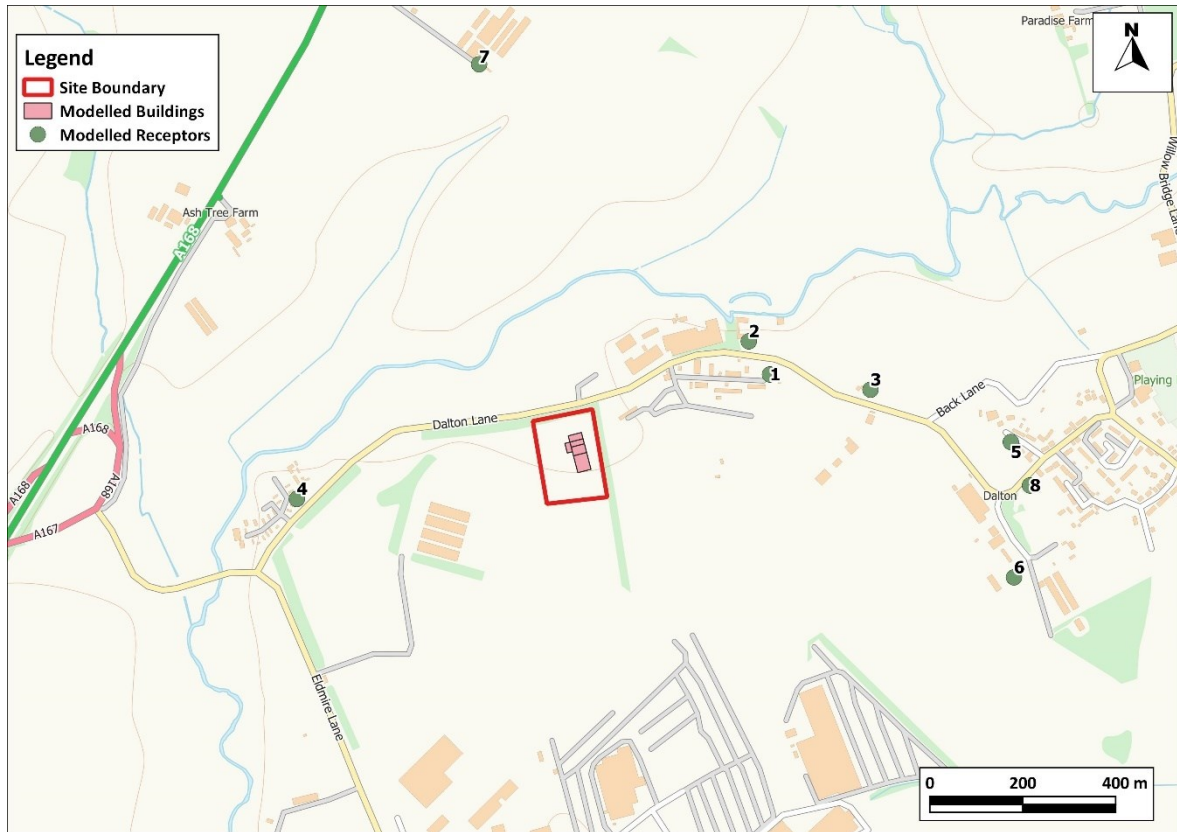 Legend
Site Boundary
Modelled Buildings
Modelled Receptors
N
Paradise Farm
7
Willow Bridge Lane
Ash Tree Farm
A168
2
1
3
Back Lane
Playing
Dalton Lane
A168
A168
A168
A167
4
5
8
Dalton
6
Eldmire Lane
0 200 400 m